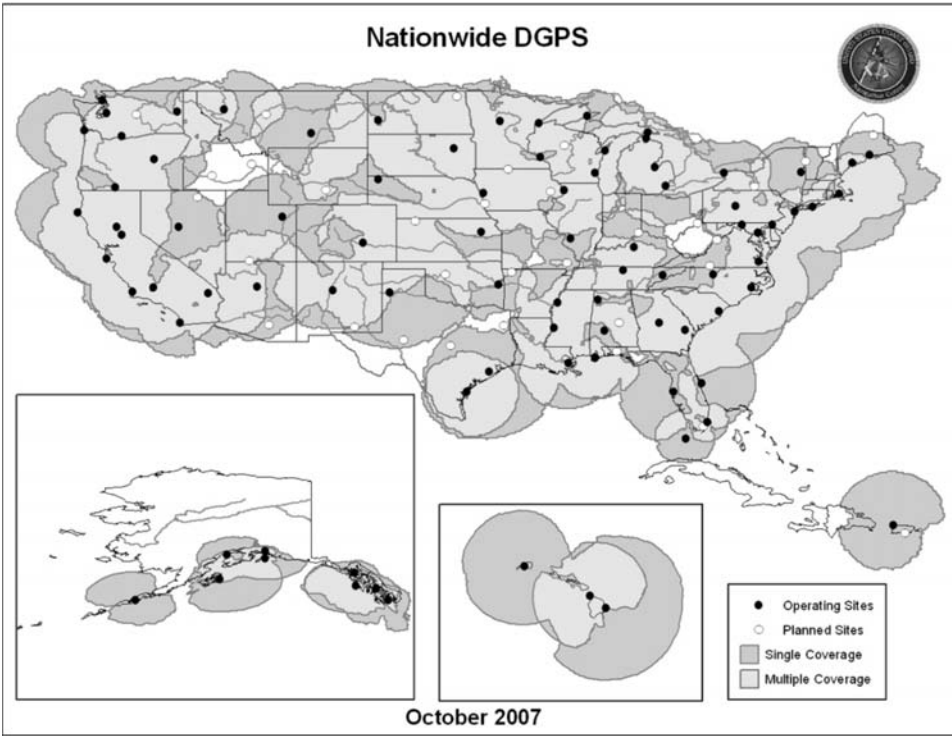 Nationwide DGPS
Operating Sites
Planned Sites
Single Coverage
Multiple Coverage
October 2007